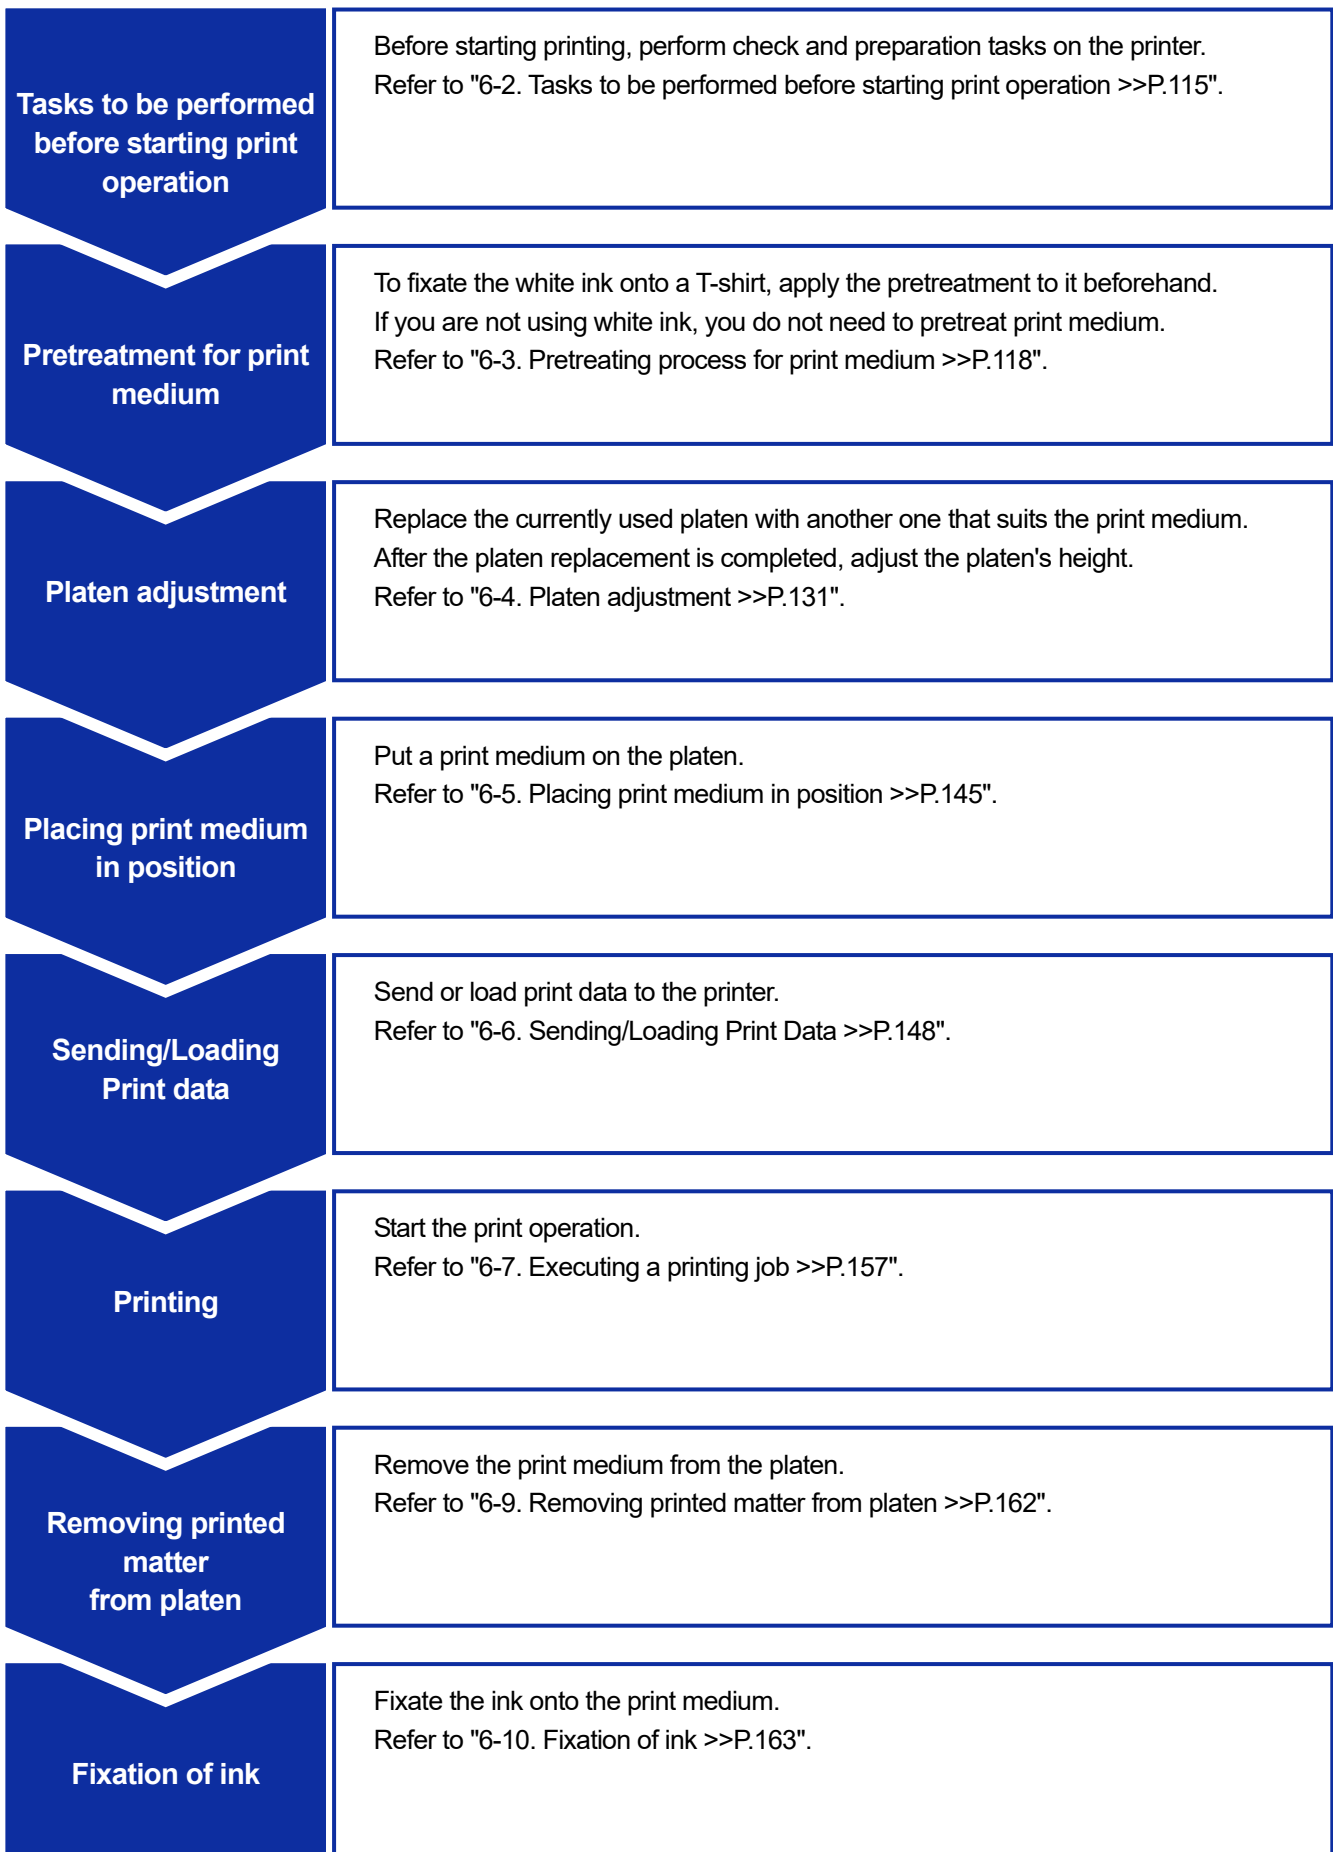 Tasks to be performed
before starting print
operation
Before starting printing, perform check and preparation tasks on the printer.
Refer to "6-2. Tasks to be performed before starting print operation >>P.115".
Pretreatment for print
medium
To fixate the white ink onto a T-shirt, apply the pretreatment to it beforehand.
If you are not using white ink, you do not need to pretreat print medium.
Refer to "6-3. Pretreating process for print medium >>P.118".
Platen adjustment
Replace the currently used platen with another one that suits the print medium.
After the platen replacement is completed, adjust the platen's height.
Refer to "6-4. Platen adjustment >>P.131".
Placing print medium
in position
Put a print medium on the platen.
Refer to "6-5. Placing print medium in position >>P.145".
Sending/Loading
Print data
Send or load print data to the printer.
Refer to "6-6. Sending/Loading Print Data >>P.148".
Printing
Start the print operation.
Refer to "6-7. Executing a printing job >>P.157".
Removing printed
matter
from platen
Remove the print medium from the platen.
Refer to "6-9. Removing printed matter from platen >>P.162".
Fixation of ink
Fixate the ink onto the print medium.
Refer to "6-10. Fixation of ink >>P.163".